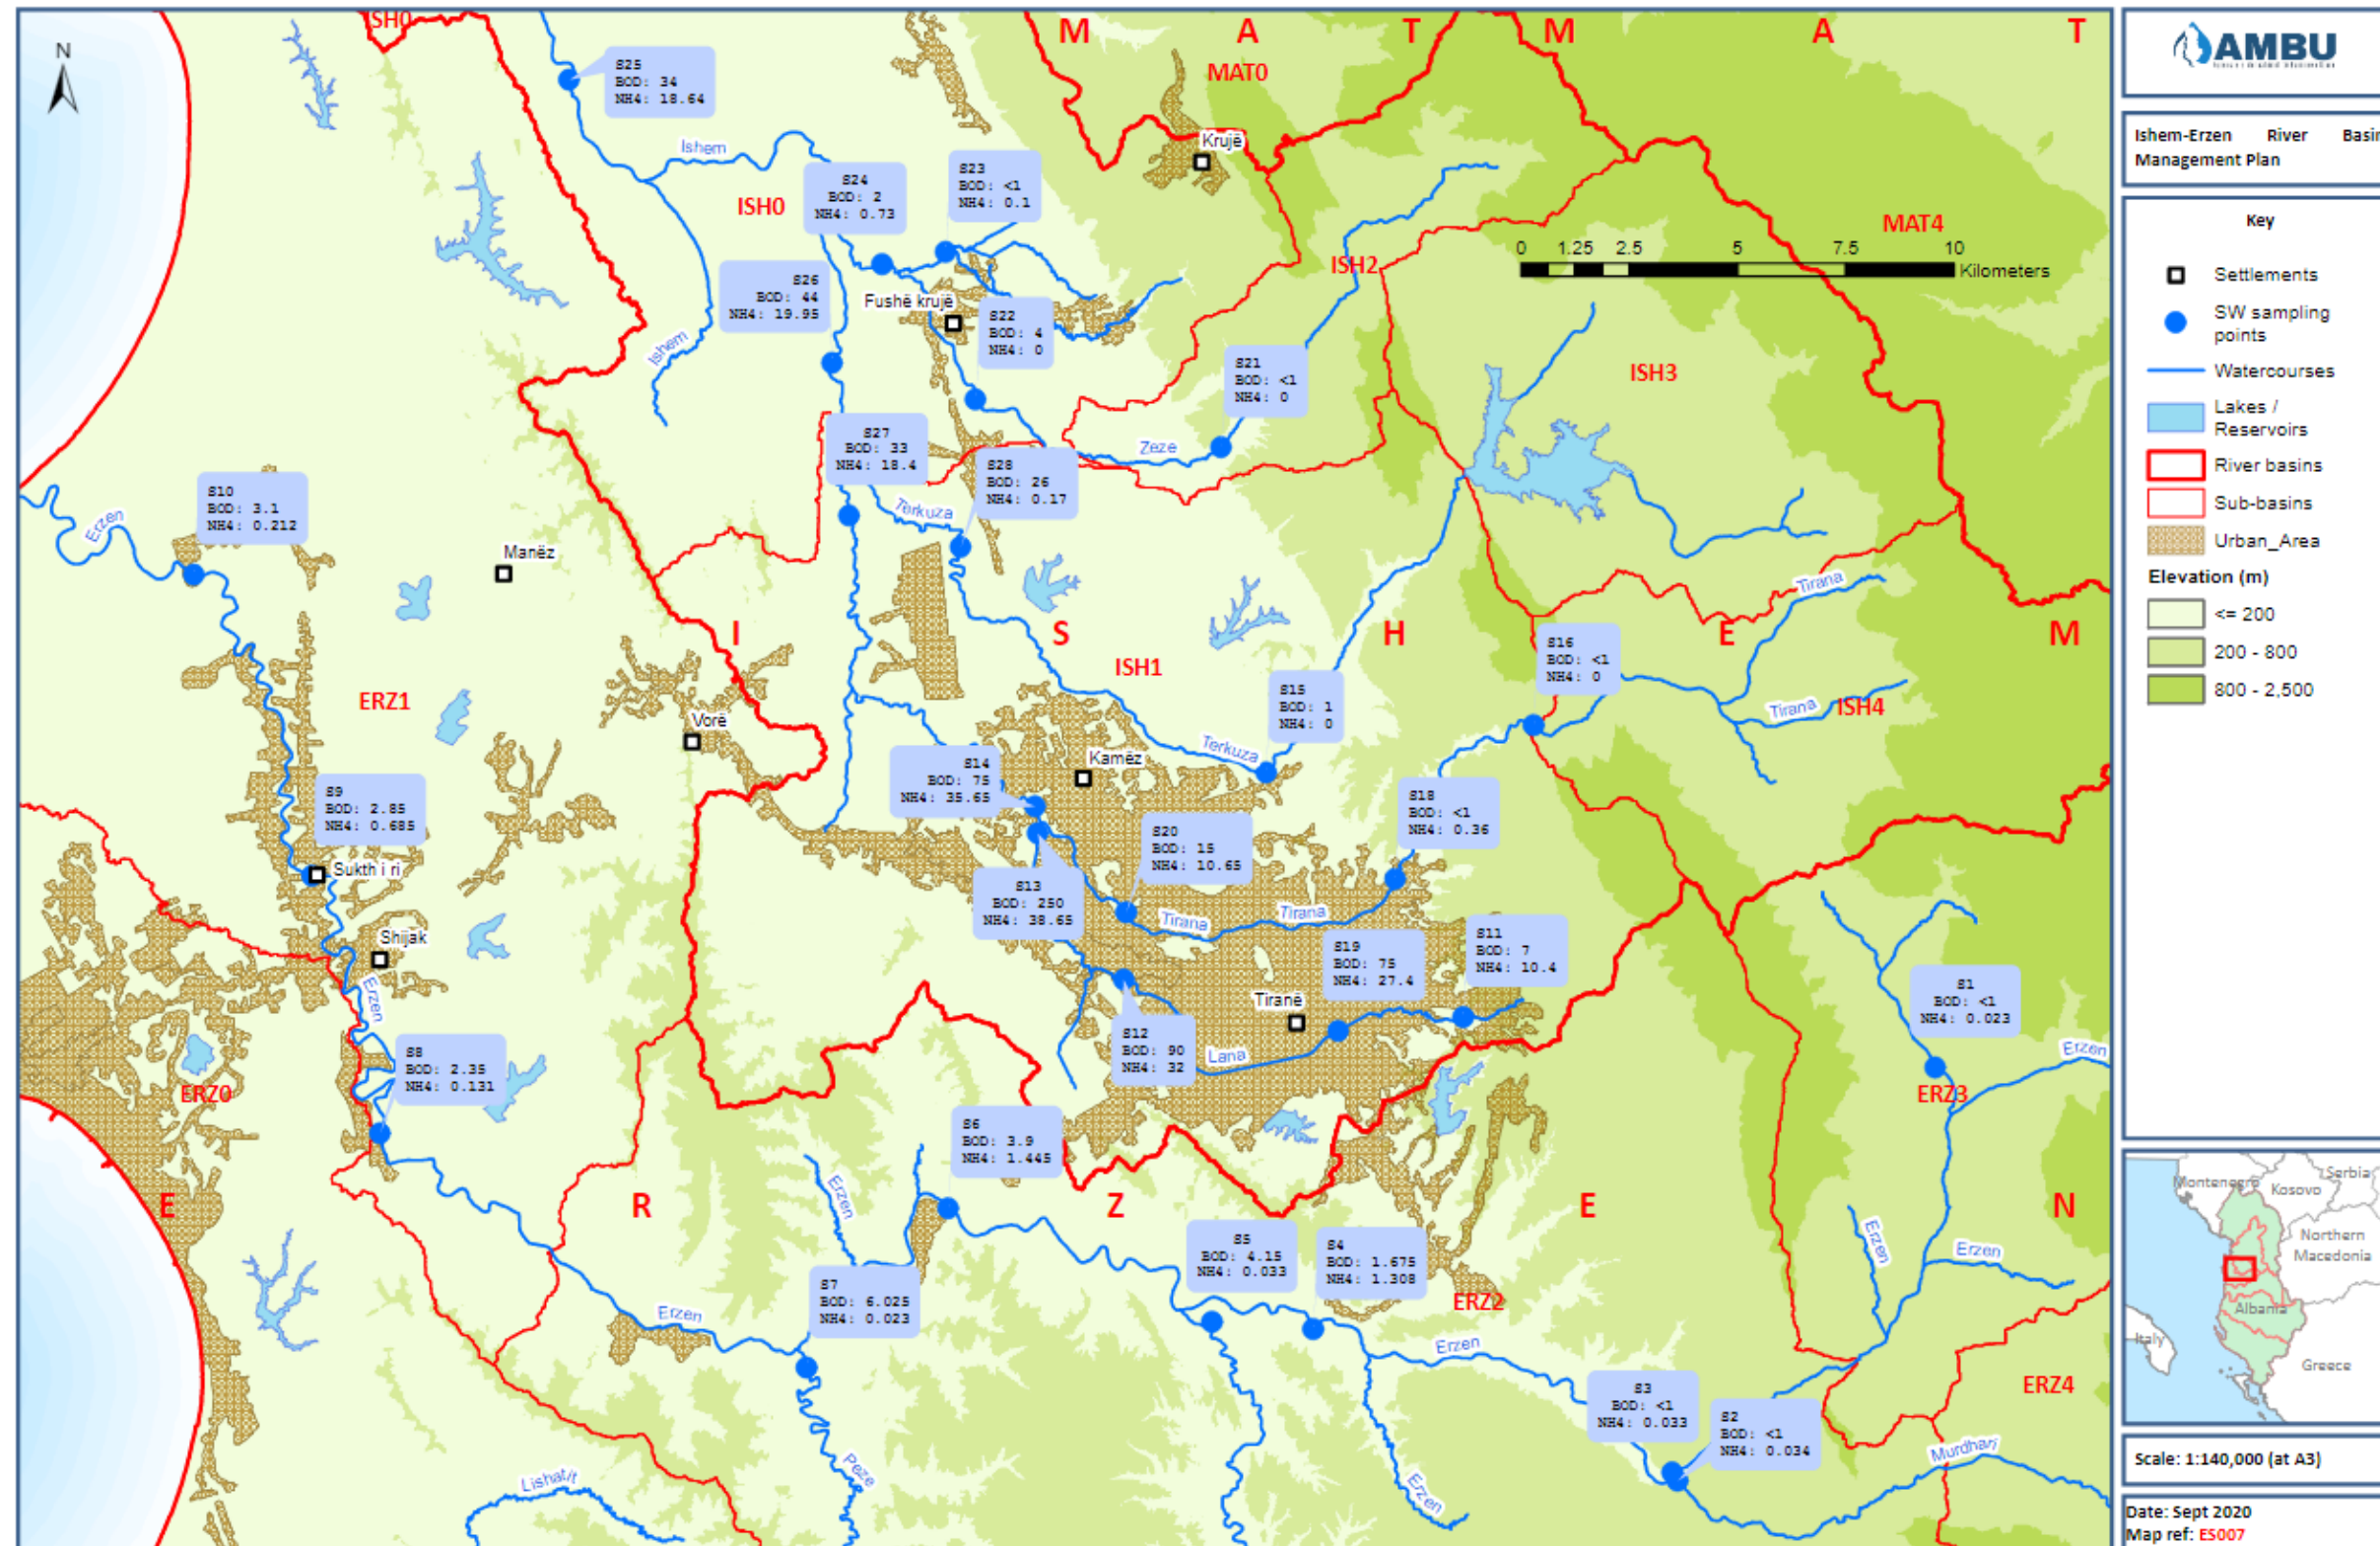 ISH0
M A T
M A T
MAT0
N
S25
BOD: 34
NH4: 18.64
Ishem
ISH0
S24
BOD: 2
NH4: 0.73
S23
BOD: <1
NH4: 0.1
Krujë
MAT4
0 1.25 2.5 5 7.5 10
Kilometers
ISH2
S26
BOD: 44
NH4: 19.95
Fushë krujë
S22
BOD: 4
NH4: 0
Ishem
S21
BOD: <1
NH4: 0
ISH3
S27
BOD: 33
NH4: 18.4
Zeze
S28
BOD: 26
NH4: 0.17
Terkuza
S10
BOD: 3.1
NH4: 0.212
Erzen
Manëz
Tirana
I S H E M
S16
BOD: <1
NH4: 0
ISH1
S15
BOD: 1
NH4: 0
Tirana
ISH4
ERZ1
Vorë
Terkuza
Kamëz
S14
BOD: 75
NH4: 35.65
S9
BOD: 2.85
NH4: 0.685
S18
BOD: <1
NH4: 0.36
S20
BOD: 15
NH4: 10.65
Sukth i ri
S13
BOD: 250
NH4: 38.65
Tirana
Tirana
Shijak
S19
BOD: 75
NH4: 27.4
S11
BOD: 7
NH4: 10.4
Erzen
Tiranë
S1
BOD: <1
NH4: 0.023
S12
BOD: 90
NH4: 32
Lana
Erzen
S8
BOD: 2.35
NH4: 0.131
ERZ0
ERZ3
S6
BOD: 3.9
NH4: 1.445
E R Z E N
Erzen
S5
BOD: 4.15
NH4: 0.033
S4
BOD: 1.675
NH4: 1.308
Erzen
Erzen
S7
BOD: 6.025
NH4: 0.023
ERZ2
Erzen
Erzen
S3
BOD: <1
NH4: 0.033
S2
BOD: <1
NH4: 0.034
ERZ4
Murdhari
Peze
Lishatit
Erzen
AMBU
Ishem-Erzen River Basin
Management Plan
Key
Settlements
SW sampling
points
Watercourses
Lakes /
Reservoirs
River basins
Sub-basins
Urban_Area
Elevation (m)
<= 200
200 - 800
800 - 2,500
Montenegro
Serbia
Kosovo
Northern
Macedonia
Albania
Italy
Greece
Scale: 1:140,000 (at A3)
Date: Sept 2020
Map ref: ES007